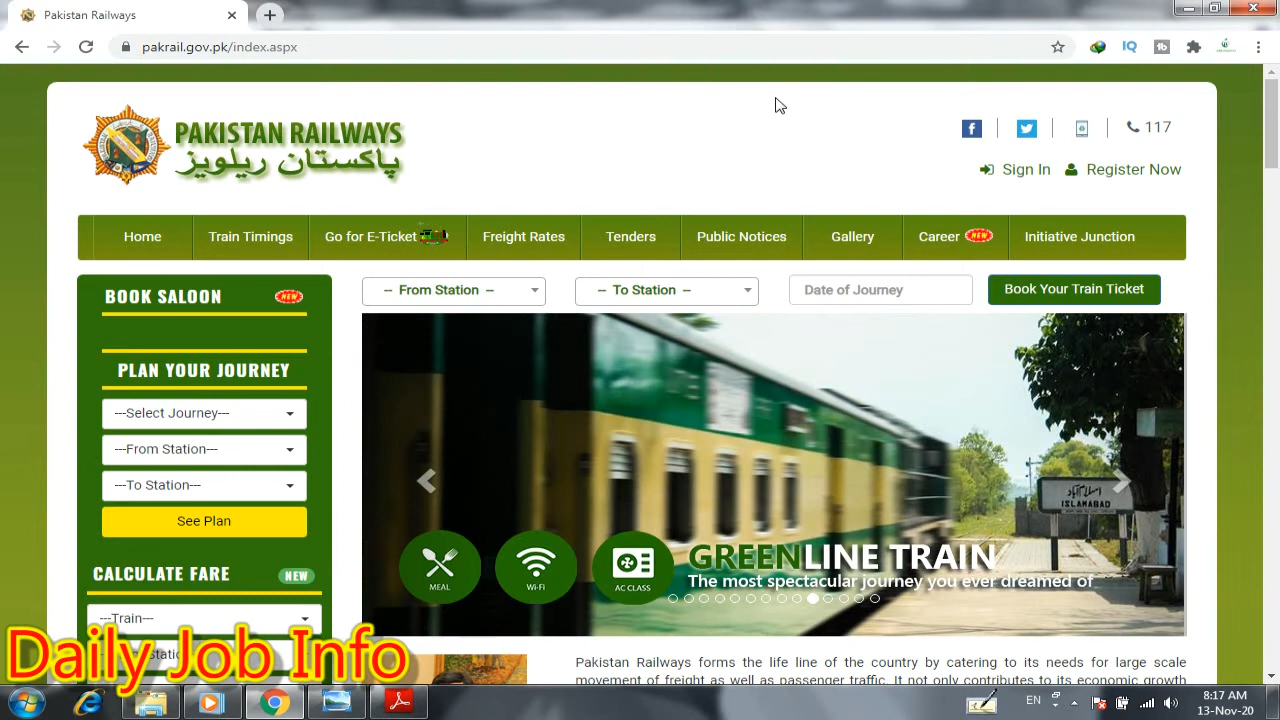 Pakistan Railways
pakrail.gov.pk/index.aspx
IQ
PAKISTAN RAILWAYS
پاکستان ریلویز
117
Sign In Register Now
Home Train Timings Go for E-Ticket Freight Rates Tenders Public Notices Gallery Career NEW Initiative Junction
BOOK SALOON NEW
-- From Station -- -- To Station -- Date of Journey Book Your Train Ticket
PLAN YOUR JOURNEY
---Select Journey---
---From Station---
---To Station---
See Plan
اسلام آباد
ISLAMABAD
MEAL Wi-Fi AC CLASS
GREENLINE TRAIN
The most spectacular journey you ever dreamed of
CALCULATE FARE NEW
---Train---
Daily Job Info
Pakistan Railways forms the life line of the country by catering to its needs for large scale
movement of freight as well as passenger traffic. It not only contributes to its economic growth
EN
8:17 AM
13-Nov-20